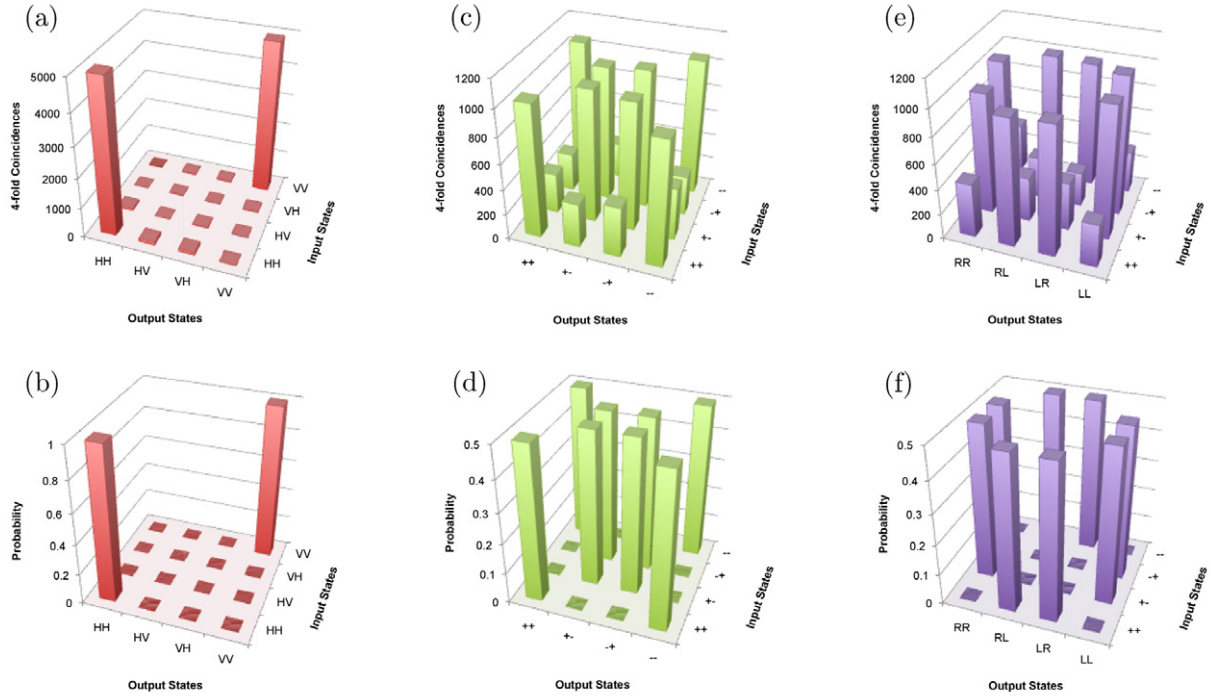 (a)
5000
4000
3000
2000
1000
0
4-fold Coincidences
HH
HV
VH
VV
Output States
HH
HV
VH
VV
Input States
(c)
1200
1000
800
600
400
200
0
4-fold Coincidences
++
+-
-+
--
Output States
++
+-
-+
--
Input States
(e)
1200
1000
800
600
400
200
0
4-fold Coincidences
RR
RL
LR
LL
Output States
++
+-
-+
--
Input States
(b)
1
0.8
0.6
0.4
0.2
0
Probability
HH
HV
VH
VV
Output States
HH
HV
VH
VV
Input States
(d)
0.5
0.4
0.3
0.2
0.1
0
Probability
++
+-
-+
--
Output States
++
+-
-+
--
Input States
(f)
0.5
0.4
0.3
0.2
0.1
0
Probability
RR
RL
LR
LL
Output States
++
+-
-+
--
Input States